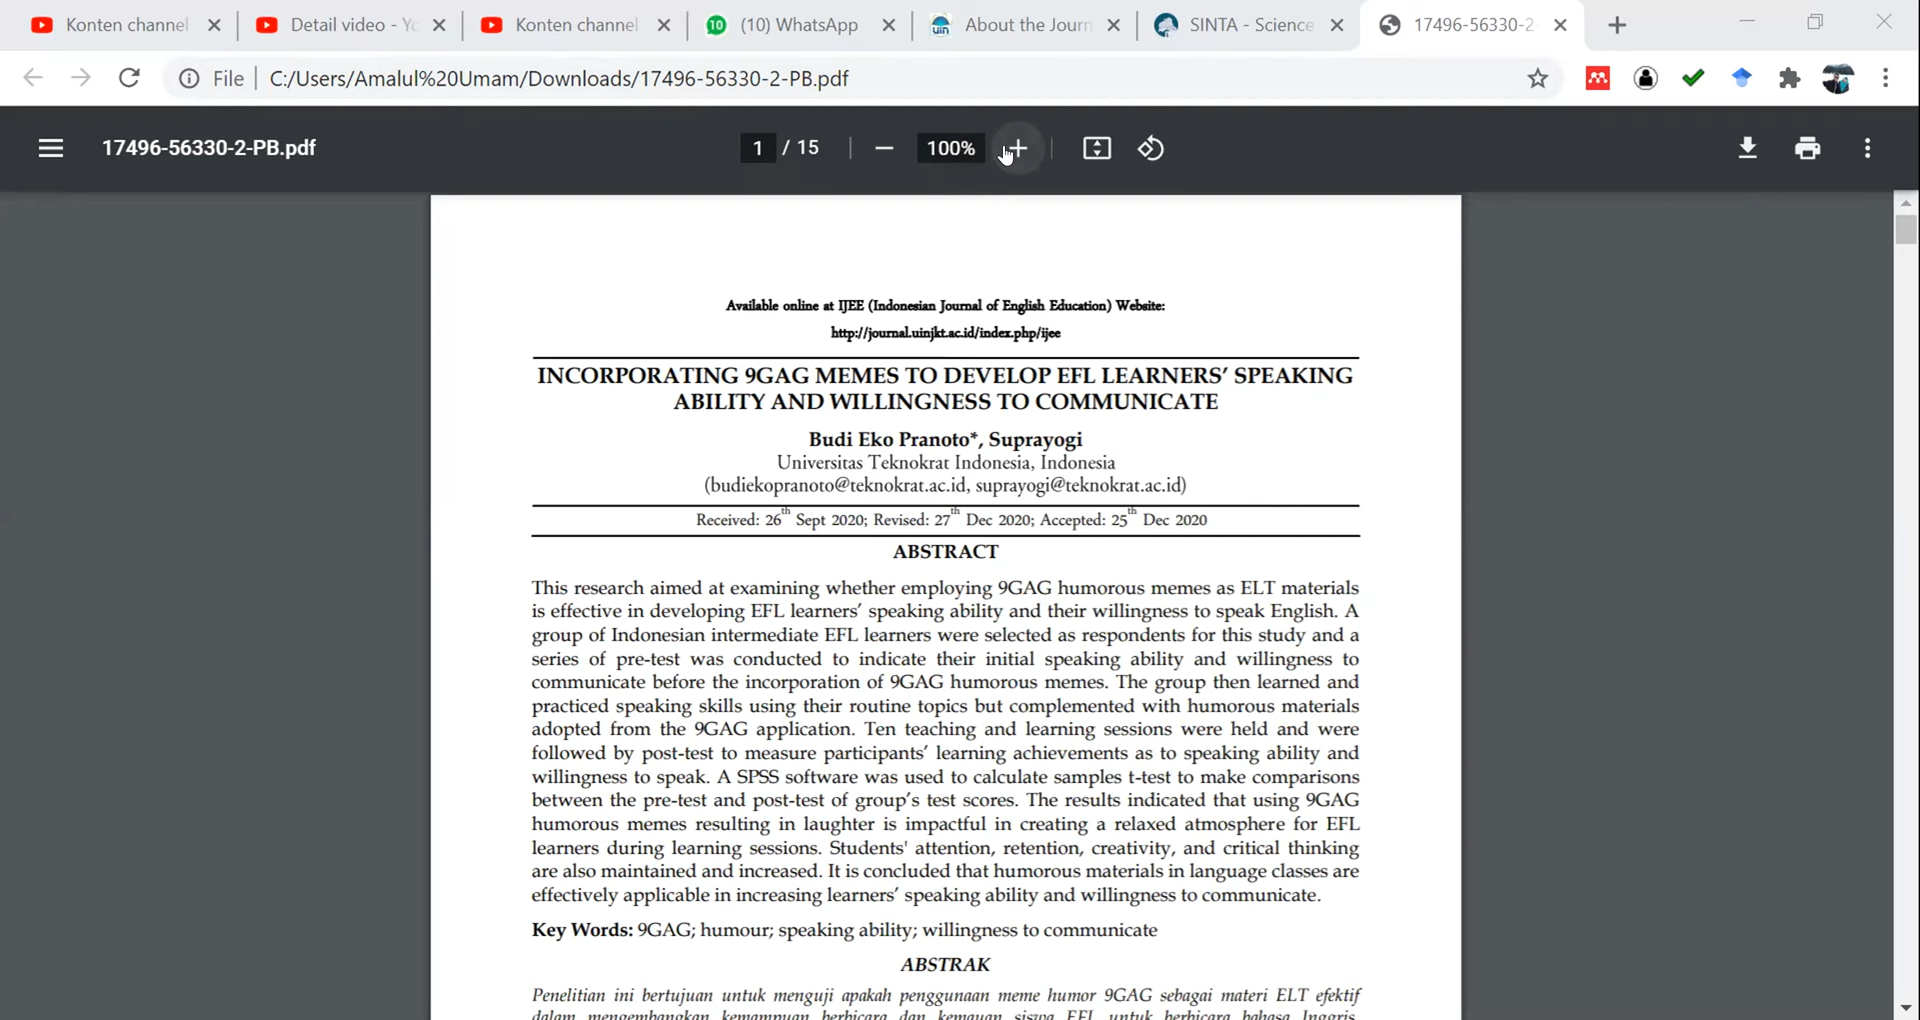 Konten channel
Detail video - Yo
Konten channel
10 (10) WhatsApp
uin About the Journ
SINTA - Science
17496-56330-2-
File C:/Users/Amalul%20Umam/Downloads/17496-56330-2-PB.pdf
17496-56330-2-PB.pdf
1 / 15
100%
Available online at IJEE (Indonesian Journal of English Education) Website:
http://journal.uinjkt.ac.id/index.php/ijee
INCORPORATING 9GAG MEMES TO DEVELOP EFL LEARNERS’ SPEAKING
ABILITY AND WILLINGNESS TO COMMUNICATE
Budi Eko Pranoto*, Suprayogi
Universitas Teknokrat Indonesia, Indonesia
(budiekopranoto@teknokrat.ac.id, suprayogi@teknokrat.ac.id)
Received: 26th Sept 2020; Revised: 27th Dec 2020; Accepted: 25th Dec 2020
ABSTRACT
This research aimed at examining whether employing 9GAG humorous memes as ELT materials
is effective in developing EFL learners’ speaking ability and their willingness to speak English. A
group of Indonesian intermediate EFL learners were selected as respondents for this study and a
series of pre-test was conducted to indicate their initial speaking ability and willingness to
communicate before the incorporation of 9GAG humorous memes. The group then learned and
practiced speaking skills using their routine topics but complemented with humorous materials
adopted from the 9GAG application. Ten teaching and learning sessions were held and were
followed by post-test to measure participants’ learning achievements as to speaking ability and
willingness to speak. A SPSS software was used to calculate samples t-test to make comparisons
between the pre-test and post-test of group’s test scores. The results indicated that using 9GAG
humorous memes resulting in laughter is impactful in creating a relaxed atmosphere for EFL
learners during learning sessions. Students' attention, retention, creativity, and critical thinking
are also maintained and increased. It is concluded that humorous materials in language classes are
effectively applicable in increasing learners’ speaking ability and willingness to communicate.
Key Words: 9GAG; humour; speaking ability; willingness to communicate
ABSTRAK
Penelitian ini bertujuan untuk menguji apakah penggunaan meme humor 9GAG sebagai materi ELT efektif
dalam mengembangkan kemampuan berbicara dan kemauan siswa EFL untuk berbicara bahasa Inggris.